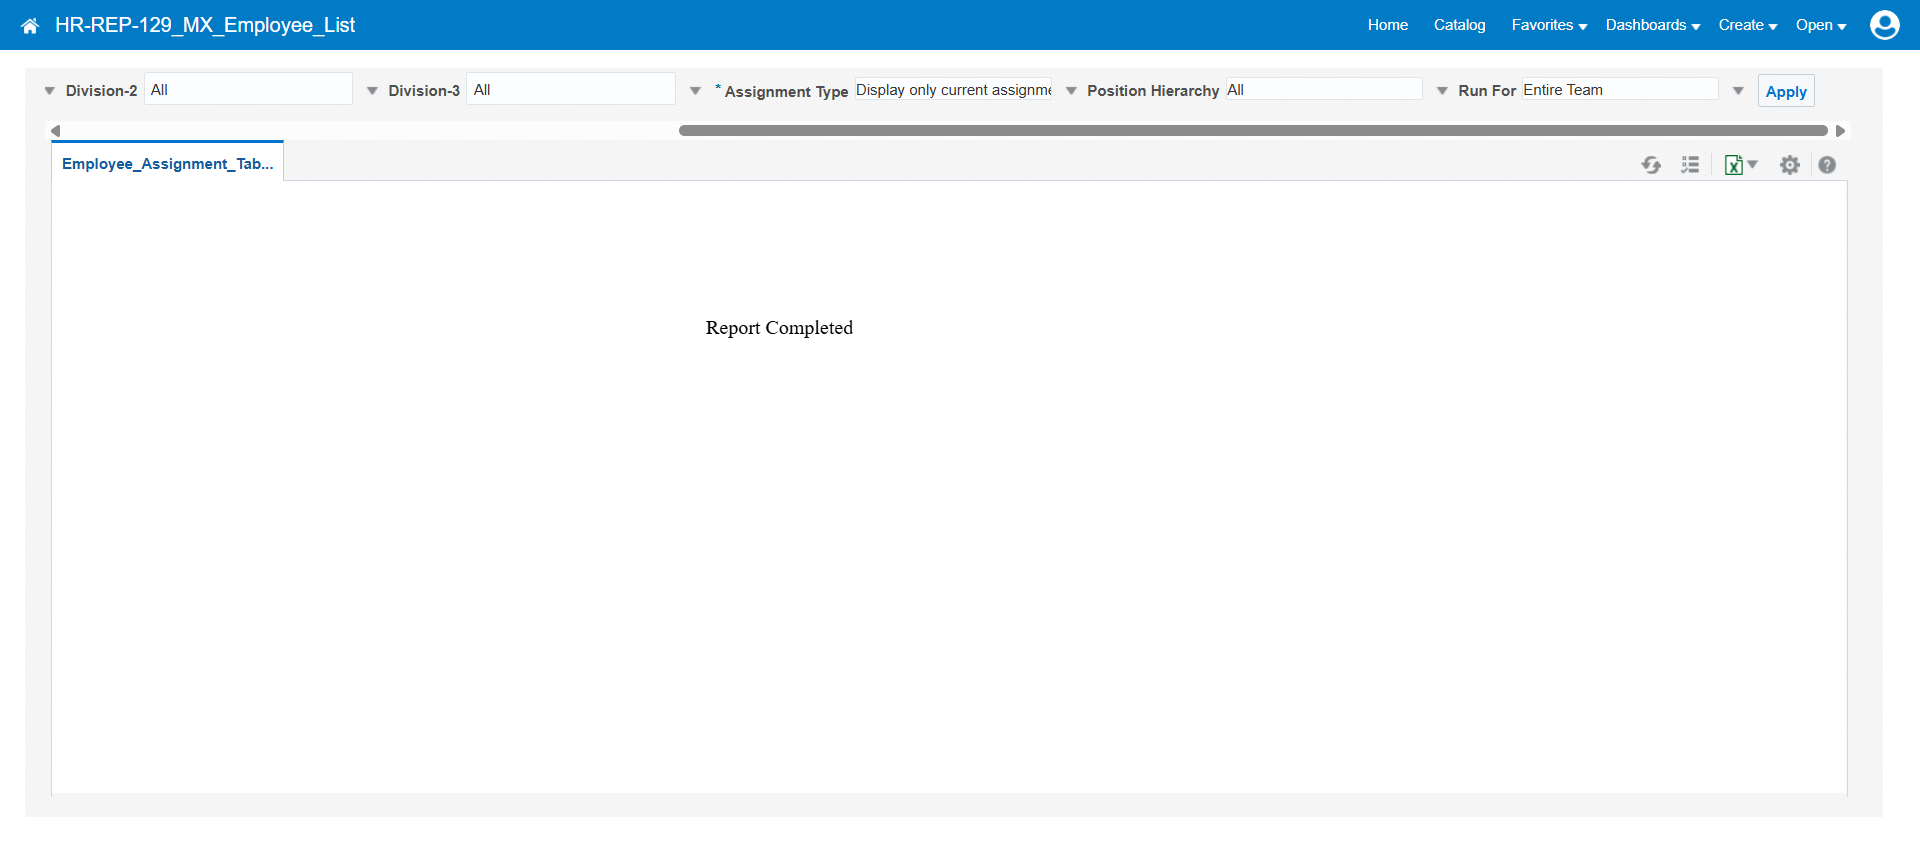 HR-REP-129_MX_Employee_List
Home Catalog Favorites Dashboards Create Open
Division-2 All Division-3 All * Assignment Type Display only current assignme Position Hierarchy All Run For Entire Team Apply
Employee_Assignment_Tab...
Report Completed